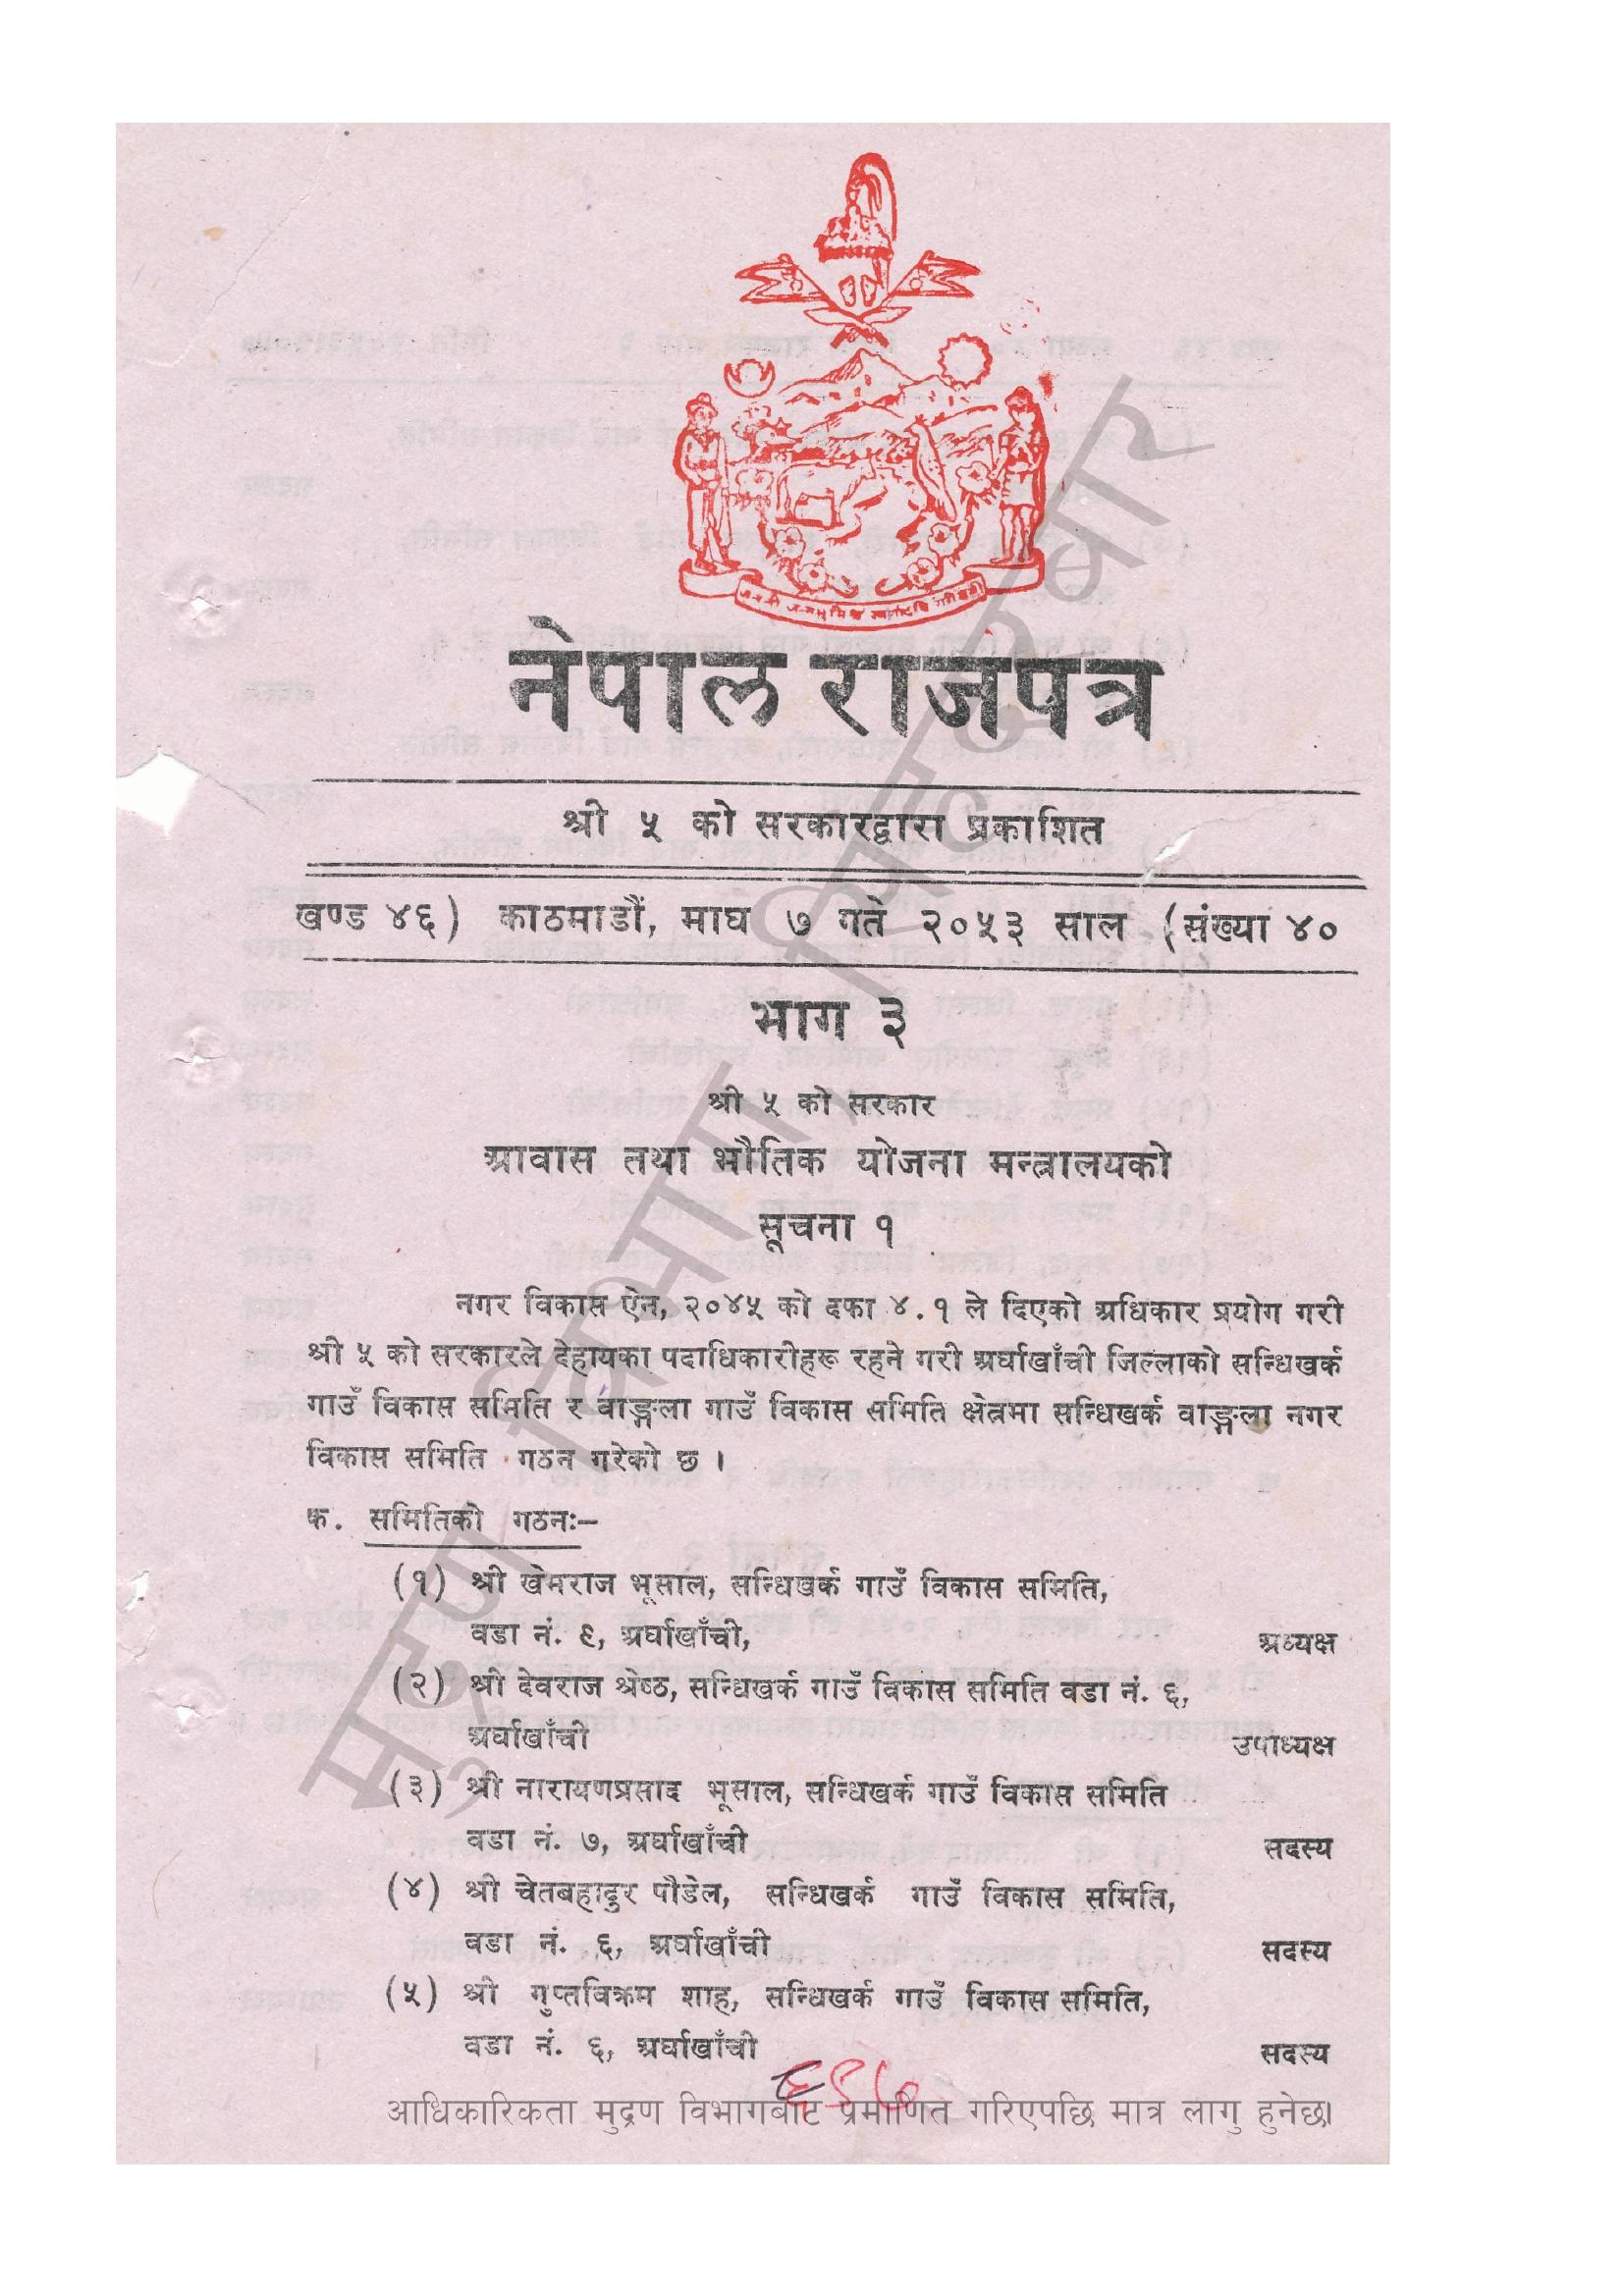 नेपाल राजपत्र
श्री ५ को सरकारद्वारा प्रकाशित
खण्ड ४६) काठमाडौं, माघ ७ गते २०५३ साल (संख्या ४०
भाग ३
श्री ५ को सरकार
आवास तथा भौतिक योजना मन्त्रालयको
सूचना १
नगर विकास ऐन, २०४५ को दफा ४.१ ले दिएको अधिकार प्रयोग गरी
श्री ५ को सरकारले देहायका पदाधिकारीहरू रहने गरी अर्घाखाँची जिल्लाको सन्धिखर्क
गाउँ विकास समिति र वाङ्गला गाउँ विकास समिति क्षेत्रमा सन्धिखर्क वाङ्गला नगर
विकास समिति गठन गरेको छ ।
क. समितिको गठनः–
(१) श्री खेमराज भूसाल, सन्धिखर्क गाउँ विकास समिति,
वडा नं. ९, अर्घाखाँची, अध्यक्ष
(२) श्री देवराज श्रेष्ठ, सन्धिखर्क गाउँ विकास समिति वडा नं. ६,
अर्घाखाँची उपाध्यक्ष
(३) श्री नारायणप्रसाद भूसाल, सन्धिखर्क गाउँ विकास समिति
वडा नं. ७, अर्घाखाँची सदस्य
(४) श्री चेतबहादुर पौडेल, सन्धिखर्क गाउँ विकास समिति,
वडा नं. ६, अर्घाखाँची सदस्य
(५) श्री गुप्तविक्रम शाह, सन्धिखर्क गाउँ विकास समिति,
वडा नं. ६, अर्घाखाँची सदस्य
आधिकारिकता मुद्रण विभागबाट प्रमाणित गरिएपछि मात्र लागु हुनेछ।
मुद्रण विभाग, सिंहदरबार